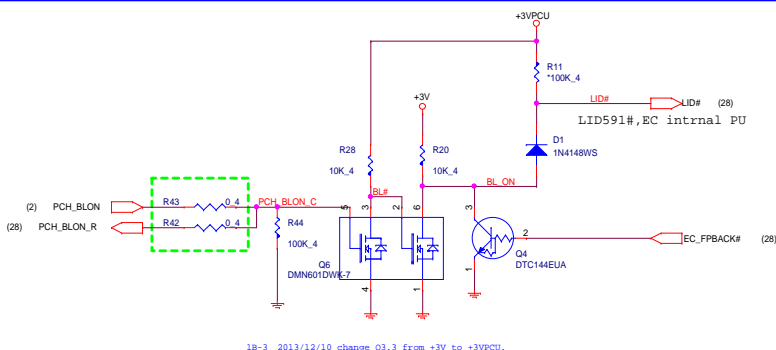 +3VPCU
R11
*100K_4
LID#
LID#
(28)
LID591#,EC intrnal PU
+3V
D1
1N4148WS
R28
10K_4
R20
10K_4
BL#
BL_ON
(2)
PCH_BLON
R43
0_4
PCH_BLON_C
(28)
PCH_BLON_R
R42
0_4
R44
100K_4
5
3
2
6
4
1
Q6
DMN601DWK-7
3
2
1
Q4
DTC144EUA
EC_FPBACK#
(28)
1B-3 2013/12/10 change Q3.3 from +3V to +3VPCU.